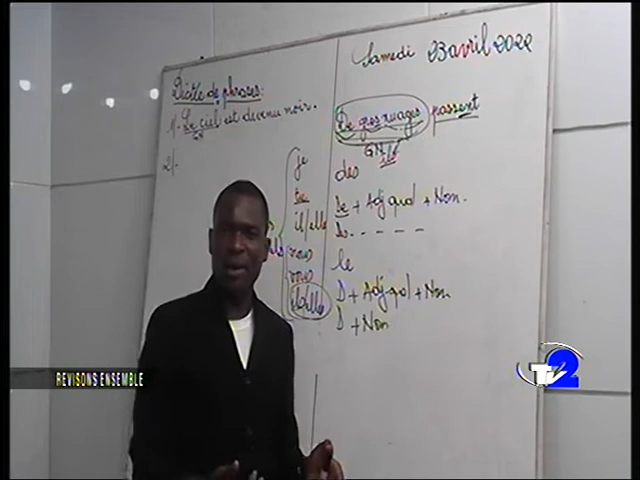 Samedi 23 avril 2022
Dictée de phrases:
1/- Le ciel est devenu noir.
GN
2/-
De gros nuages passent
GN
je
tu
il/elle
nous
vous
ils/elles
des
De + Adj qual + Nom.
De - - - - -
le
D + Adj qual + Nom
D + Nom
REVISONS ENSEMBLE
TV2